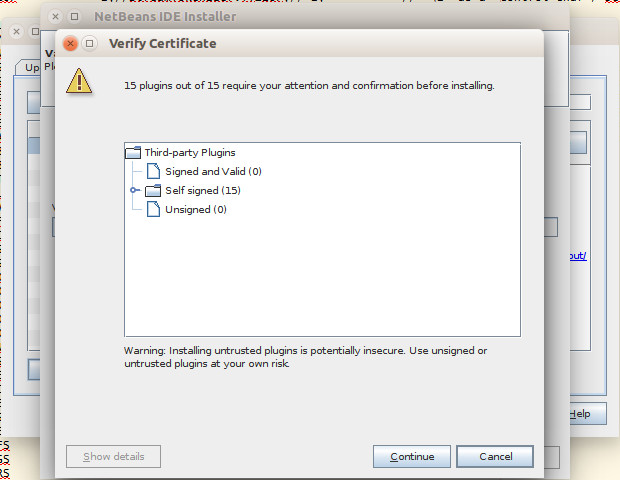 NetBeans IDE Installer
Verify Certificate
Up
15 plugins out of 15 require your attention and confirmation before installing.
Third-party Plugins
Signed and Valid (0)
Self signed (15)
Unsigned (0)
out/
Warning: Installing untrusted plugins is potentially insecure. Use unsigned or
untrusted plugins at your own risk.
Help
Show details
Continue
Cancel